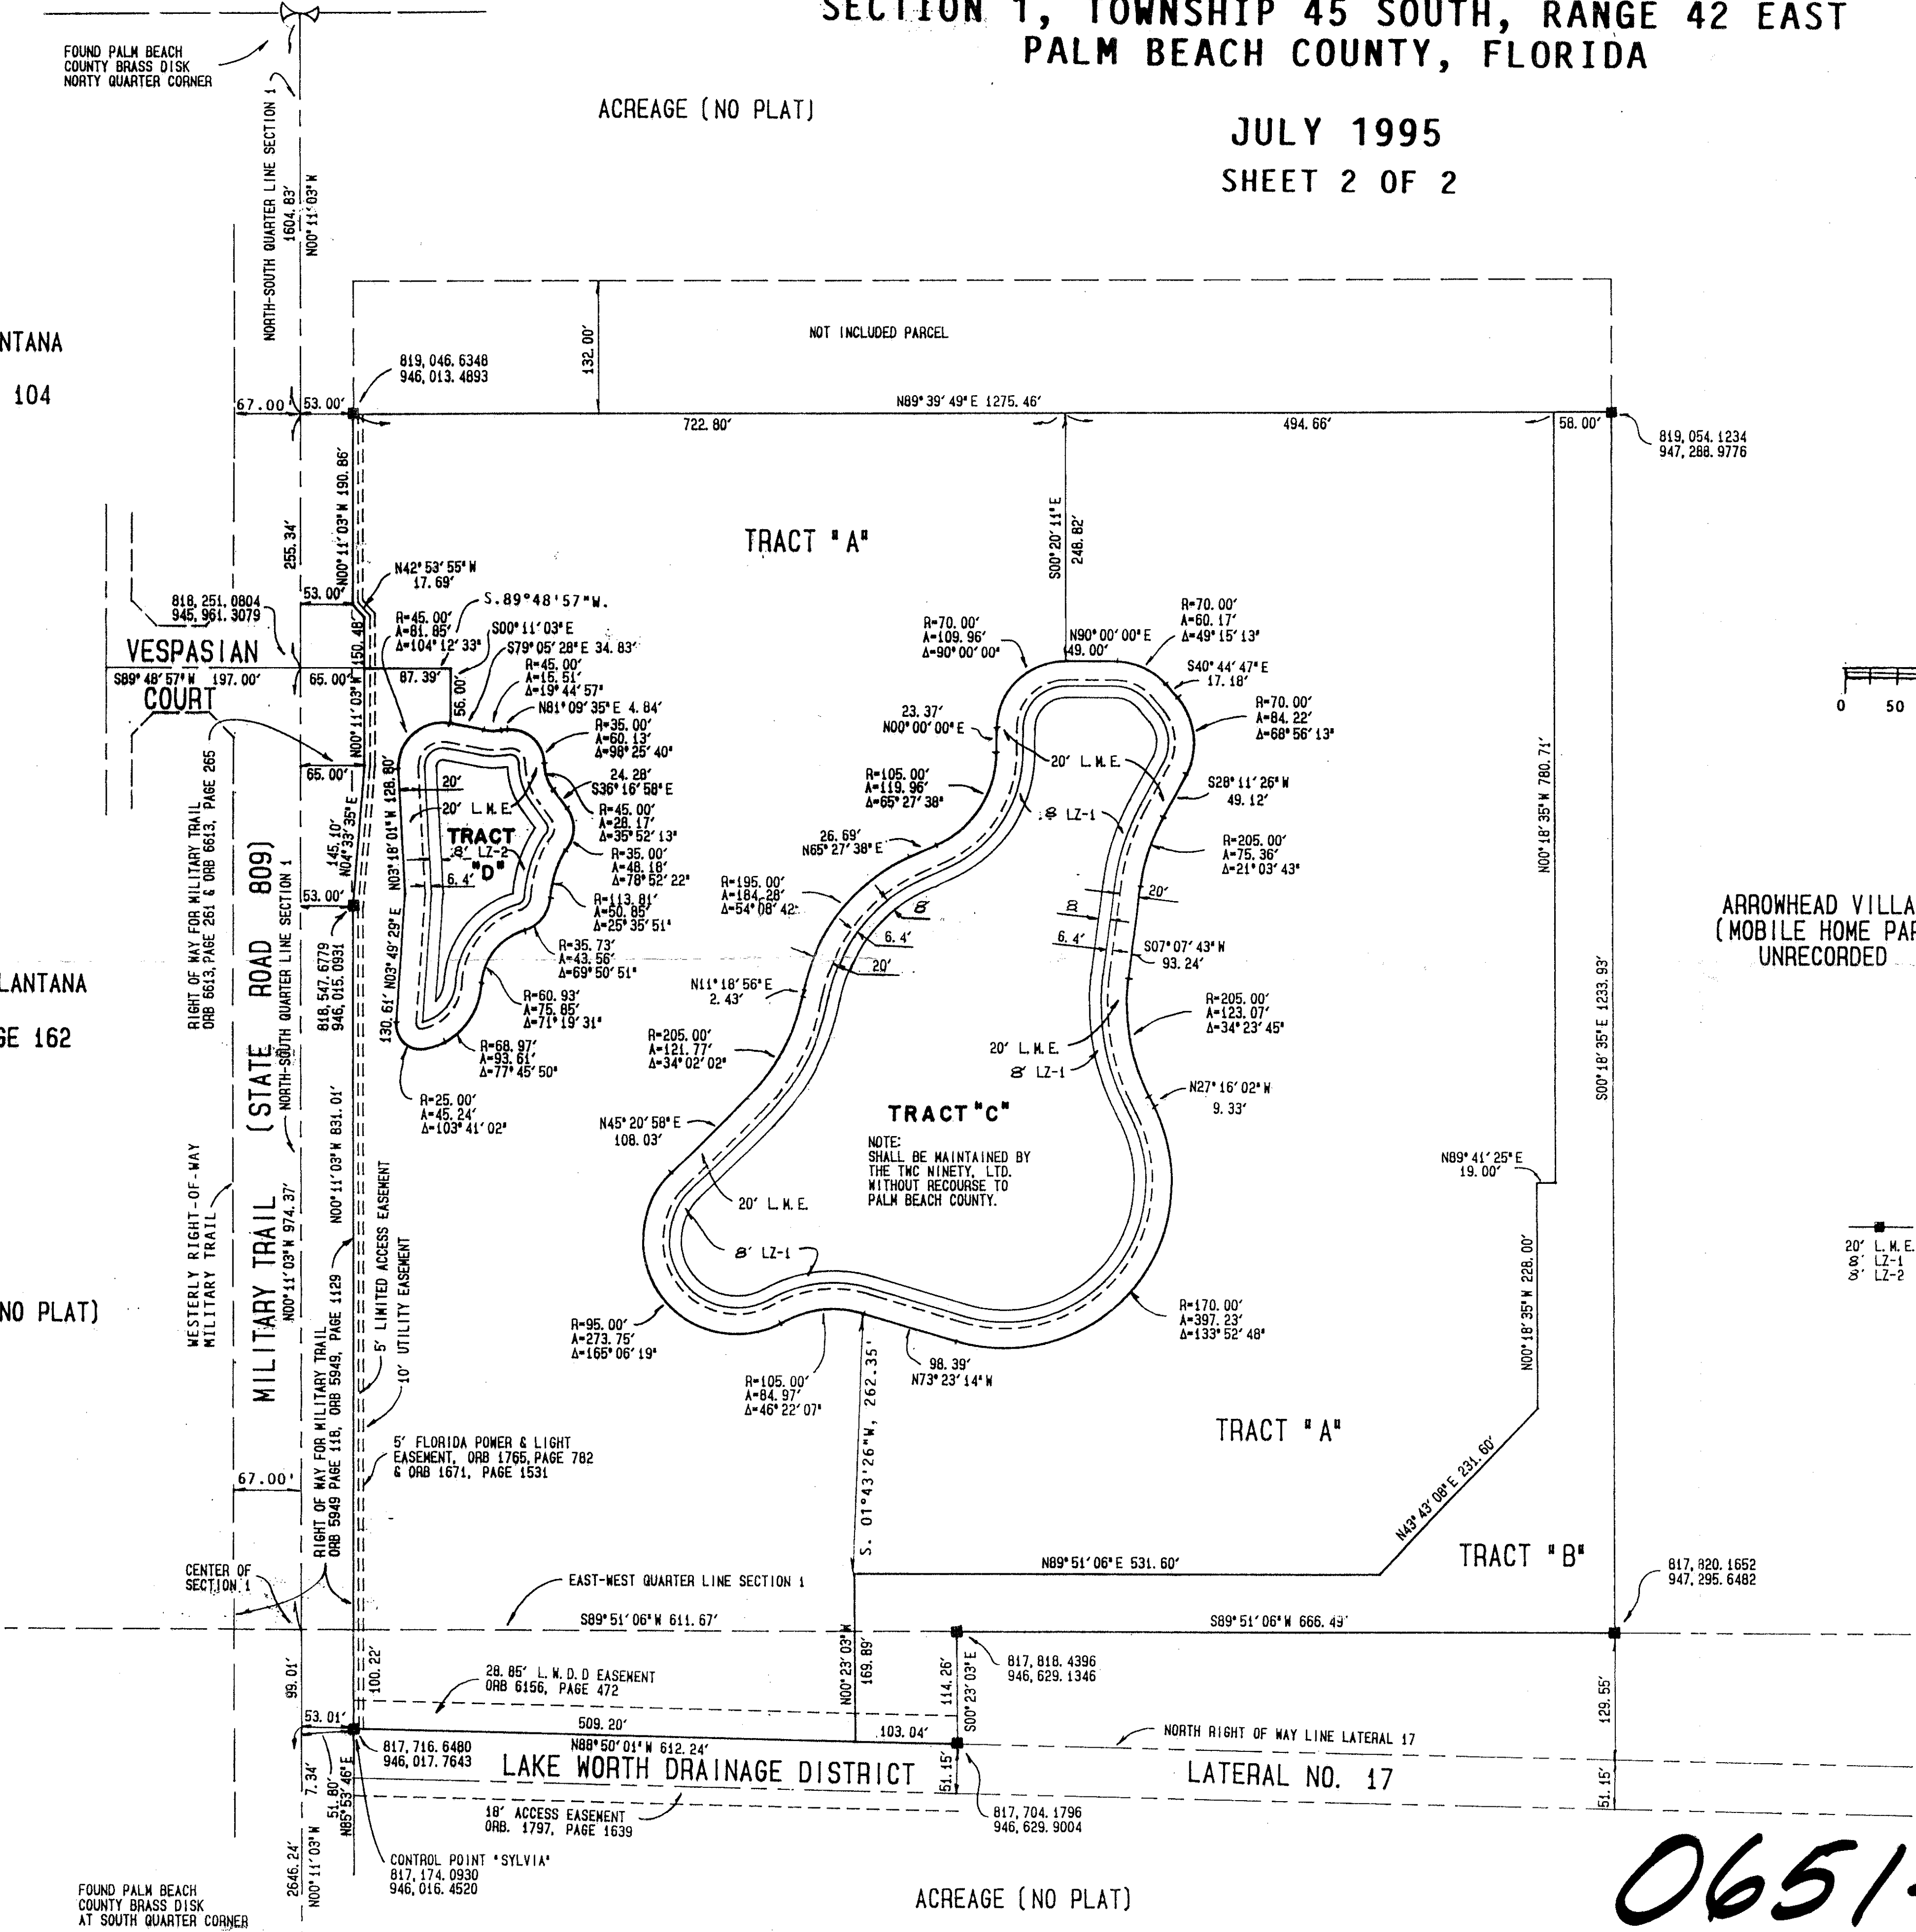 SECTION 1, TOWNSHIP 45 SOUTH, RANGE 42 EAST
PALM BEACH COUNTY, FLORIDA
JULY 1995
SHEET 2 OF 2
FOUND PALM BEACH
COUNTY BRASS DISK
NORTY QUARTER CORNER
ACREAGE (NO PLAT)
NORTH-SOUTH QUARTER LINE SECTION 1
1604.83'
N00°11'03"W
NOT INCLUDED PARCEL
132.00'
NTANA
104
819,046.6348
946,013.4893
67.00'
53.00'
N89°39'49"E 1275.46'
722.80'
494.66'
58.00'
819,054.1234
947,288.9776
N00°11'03"W 190.86'
255.34'
TRACT "A"
S00°20'11"E
248.82'
N42°53'55"W
17.69'
53.00'
818,251.0804
945,961.3079
VESPASIAN
COURT
S89°48'57"W 197.00'
65.00'
N00°11'03"W 150.48'
87.39'
S.89°48'57"W.
S00°11'03"E
56.00'
R=45.00'
A=81.85'
Δ=104°12'33"
S79°05'28"E 34.83'
R=45.00'
A=15.51'
Δ=19°44'57"
N81°09'35"E 4.84'
R=35.00'
A=60.13'
Δ=98°25'40"
24.28'
S36°16'58"E
R=45.00'
A=28.17'
Δ=35°52'13"
R=35.00'
A=48.18'
Δ=78°52'22"
R=113.81'
A=50.85'
Δ=25°35'51"
R=35.73'
A=43.56'
Δ=69°50'51"
R=60.93'
A=75.85'
Δ=71°19'31"
R=68.97'
A=93.61'
Δ=77°45'50"
R=25.00'
A=45.24'
Δ=103°41'02"
N03°18'01"W 128.80'
130.61' N03°49'29"E
20'
20' L.M.E.
TRACT
"D"
8' LZ-2
6.4'
65.00'
145.10'
N04°33'35"E
53.00'
818,547.6779
946,015.0931
RIGHT OF WAY FOR MILITARY TRAIL
ORB 6613, PAGE 261 & ORB 6613, PAGE 265
MILITARY TRAIL (STATE ROAD 809)
NORTH-SOUTH QUARTER LINE SECTION 1
N00°11'03"W 974.37'
WESTERLY RIGHT-OF-WAY
MILITARY TRAIL
LANTANA
GE 162
NO PLAT)
N00°11'03"W 831.01'
5' LIMITED ACCESS EASEMENT
10' UTILITY EASEMENT
RIGHT OF WAY FOR MILITARY TRAIL
ORB 5949 PAGE 118, ORB 5949, PAGE 1129
5' FLORIDA POWER & LIGHT
EASEMENT, ORB 1765, PAGE 782
& ORB 1671, PAGE 1531
67.00'
R=70.00'
A=109.96'
Δ=90°00'00"
N90°00'00"E
49.00'
R=70.00'
A=60.17'
Δ=49°15'13"
S40°44'47"E
17.18'
R=70.00'
A=84.22'
Δ=68°56'13"
S28°11'26"W
49.12'
R=205.00'
A=75.36'
Δ=21°03'43"
S07°07'43"W
93.24'
R=205.00'
A=123.07'
Δ=34°23'45"
N27°16'02"W
9.33'
R=170.00'
A=397.23'
Δ=133°52'48"
98.39'
N73°23'14"W
R=105.00'
A=84.97'
Δ=46°22'07"
R=95.00'
A=273.75'
Δ=165°06'19"
N45°20'58"E
108.03'
R=205.00'
A=121.77'
Δ=34°02'02"
N11°18'56"E
2.43'
R=195.00'
A=184.28'
Δ=54°08'42"
26.69'
N65°27'38"E
R=105.00'
A=119.96'
Δ=65°27'38"
23.37'
N00°00'00"E
20' L.M.E.
8' LZ-1
8
6.4'
20'
8
6.4'
20'
20' L.M.E.
8' LZ-1
TRACT "C"
NOTE:
SHALL BE MAINTAINED BY
THE TWC NINETY, LTD.
WITHOUT RECOURSE TO
PALM BEACH COUNTY.
20' L.M.E.
8' LZ-1
N00°18'35"W 780.71'
N89°41'25"E
19.00'
N00°18'35"W 228.00'
S00°18'35"E 1233.93'
0 50
ARROWHEAD VILLA
(MOBILE HOME PAR
UNRECORDED
20' L.M.E.
8' LZ-1
8' LZ-2
TRACT "A"
S. 01°43'26"W, 262.35'
N43°43'08"E 231.60'
TRACT "B"
N89°51'06"E 531.60'
817,820.1652
947,295.6482
CENTER OF
SECTION 1
EAST-WEST QUARTER LINE SECTION 1
S89°51'06"W 611.67'
S89°51'06"W 666.49'
99.01'
100.22'
28.85' L.W.D.D EASEMENT
ORB 6156, PAGE 472
N00°23'03"W
169.89'
114.26'
S00°23'03"E
817,818.4396
946,629.1346
129.55'
53.01'
509.20'
103.04'
N88°50'01"W 612.24'
NORTH RIGHT OF WAY LINE LATERAL 17
817,716.6480
946,017.7643
LAKE WORTH DRAINAGE DISTRICT
LATERAL NO. 17
51.15'
51.15'
7.34'
51.80'
N85°53'46"E
18' ACCESS EASEMENT
ORB. 1797, PAGE 1639
817,704.1796
946,629.9004
CONTROL POINT "SYLVIA"
817,174.0930
946,016.4520
2646.24'
N00°11'03"W
FOUND PALM BEACH
COUNTY BRASS DISK
AT SOUTH QUARTER CORNER
ACREAGE (NO PLAT)
0651-